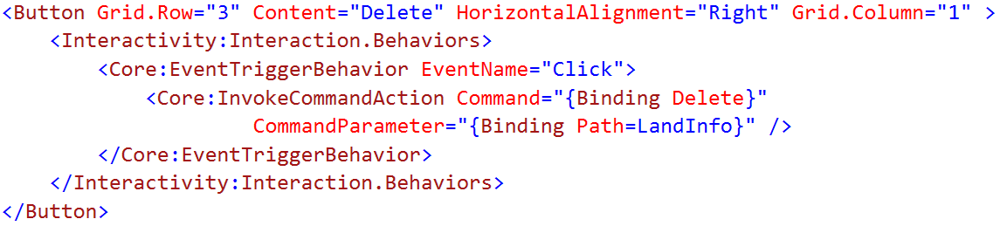 <Button Grid.Row="3" Content="Delete" HorizontalAlignment="Right" Grid.Column="1" >
    <Interactivity:Interaction.Behaviors>
        <Core:EventTriggerBehavior EventName="Click">
            <Core:InvokeCommandAction Command="{Binding Delete}"
                     CommandParameter="{Binding Path=LandInfo}" />
        </Core:EventTriggerBehavior>
    </Interactivity:Interaction.Behaviors>
</Button>